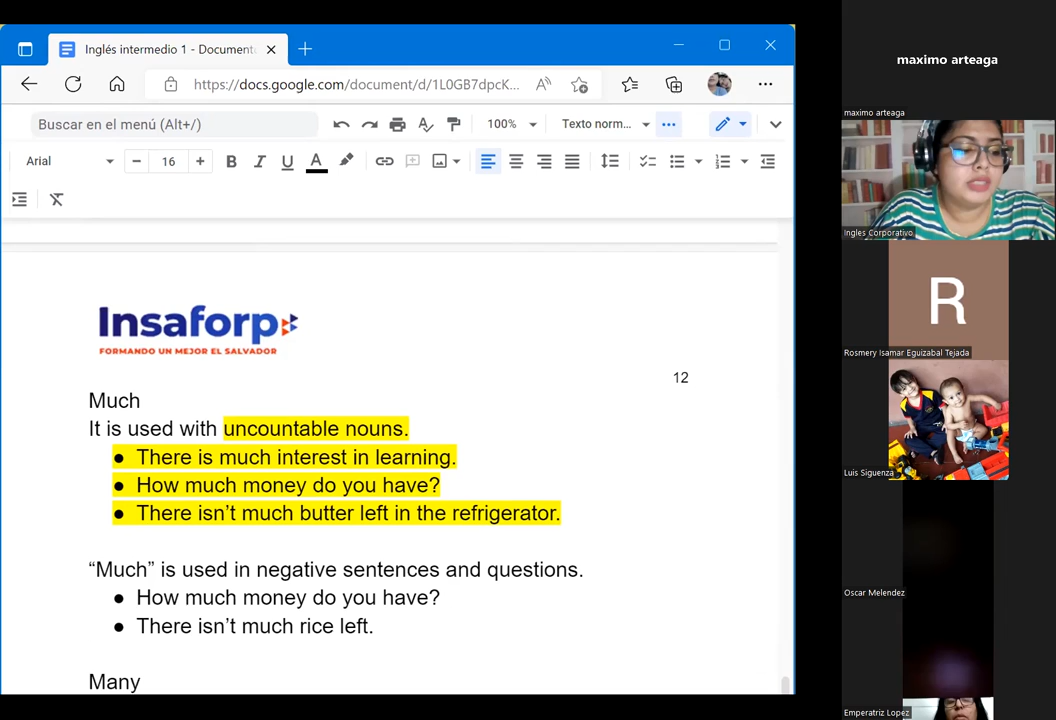 Inglés intermedio 1 - Documento
https://docs.google.com/document/d/1L0GB7dpcK...
Buscar en el menú (Alt+/)
100%
Texto norm...
Arial
16
B I U A
Insaforp
FORMANDO UN MEJOR EL SALVADOR
12
Much
It is used with uncountable nouns.
● There is much interest in learning.
● How much money do you have?
● There isn't much butter left in the refrigerator.
“Much” is used in negative sentences and questions.
● How much money do you have?
● There isn't much rice left.
Many
maximo arteaga
maximo arteaga
Ingles Corporativo
R
Rosmery Isamar Eguizabal Tejada
Luis Siguenza
Oscar Melendez
Emperatriz Lopez